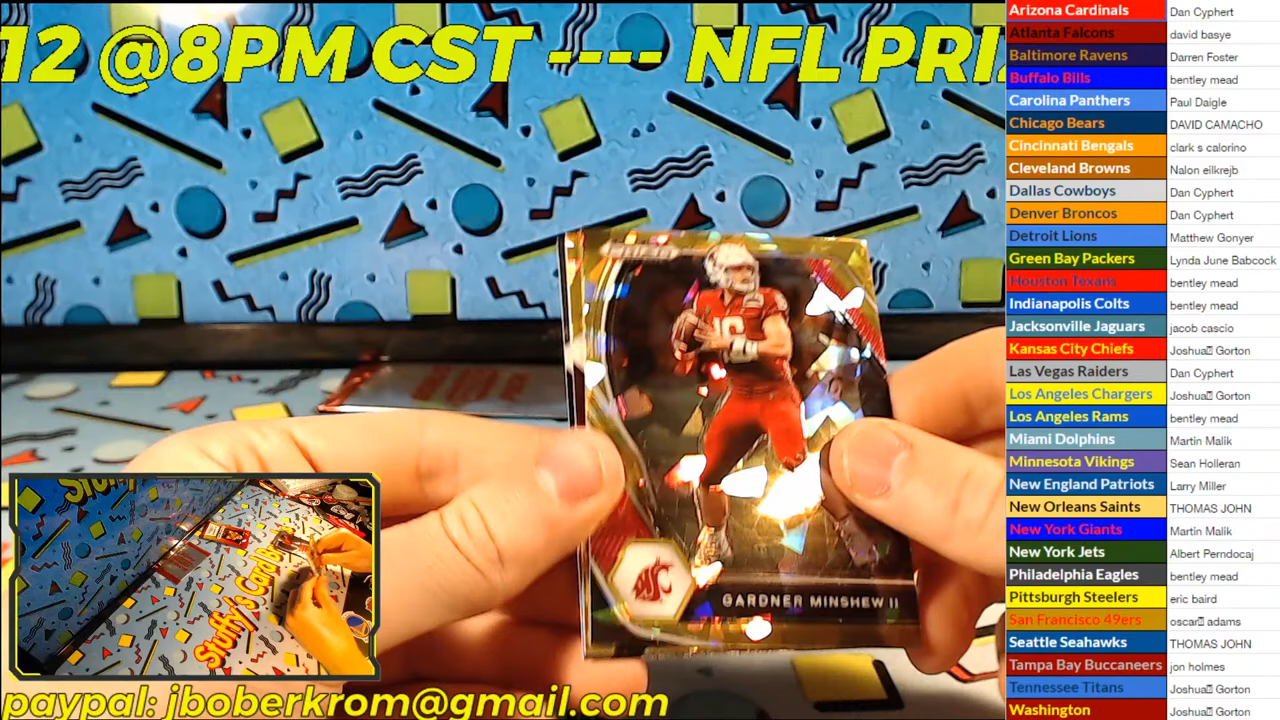 12 @8PM CST ---- NFL PRIZ
GARDNER MINSHEW II
Stuffy's Card
paypal: jboberkrom@gmail.com
Arizona Cardinals Dan Cyphert
Atlanta Falcons david basye
Baltimore Ravens Darren Foster
Buffalo Bills bentley mead
Carolina Panthers Paul Daigle
Chicago Bears DAVID CAMACHO
Cincinnati Bengals clark s calorino
Cleveland Browns Nalon eilkrejb
Dallas Cowboys Dan Cyphert
Denver Broncos Dan Cyphert
Detroit Lions Matthew Gonyer
Green Bay Packers Lynda June Babcock
Houston Texans bentley mead
Indianapolis Colts bentley mead
Jacksonville Jaguars jacob cascio
Kansas City Chiefs Joshua Gorton
Las Vegas Raiders Dan Cyphert
Los Angeles Chargers Joshua Gorton
Los Angeles Rams bentley mead
Miami Dolphins Martin Malik
Minnesota Vikings Sean Holleran
New England Patriots Larry Miller
New Orleans Saints THOMAS JOHN
New York Giants Martin Malik
New York Jets Albert Perndocaj
Philadelphia Eagles bentley mead
Pittsburgh Steelers eric baird
San Francisco 49ers oscar adams
Seattle Seahawks THOMAS JOHN
Tampa Bay Buccaneers jon holmes
Tennessee Titans Joshua Gorton
Washington Joshua Gorton